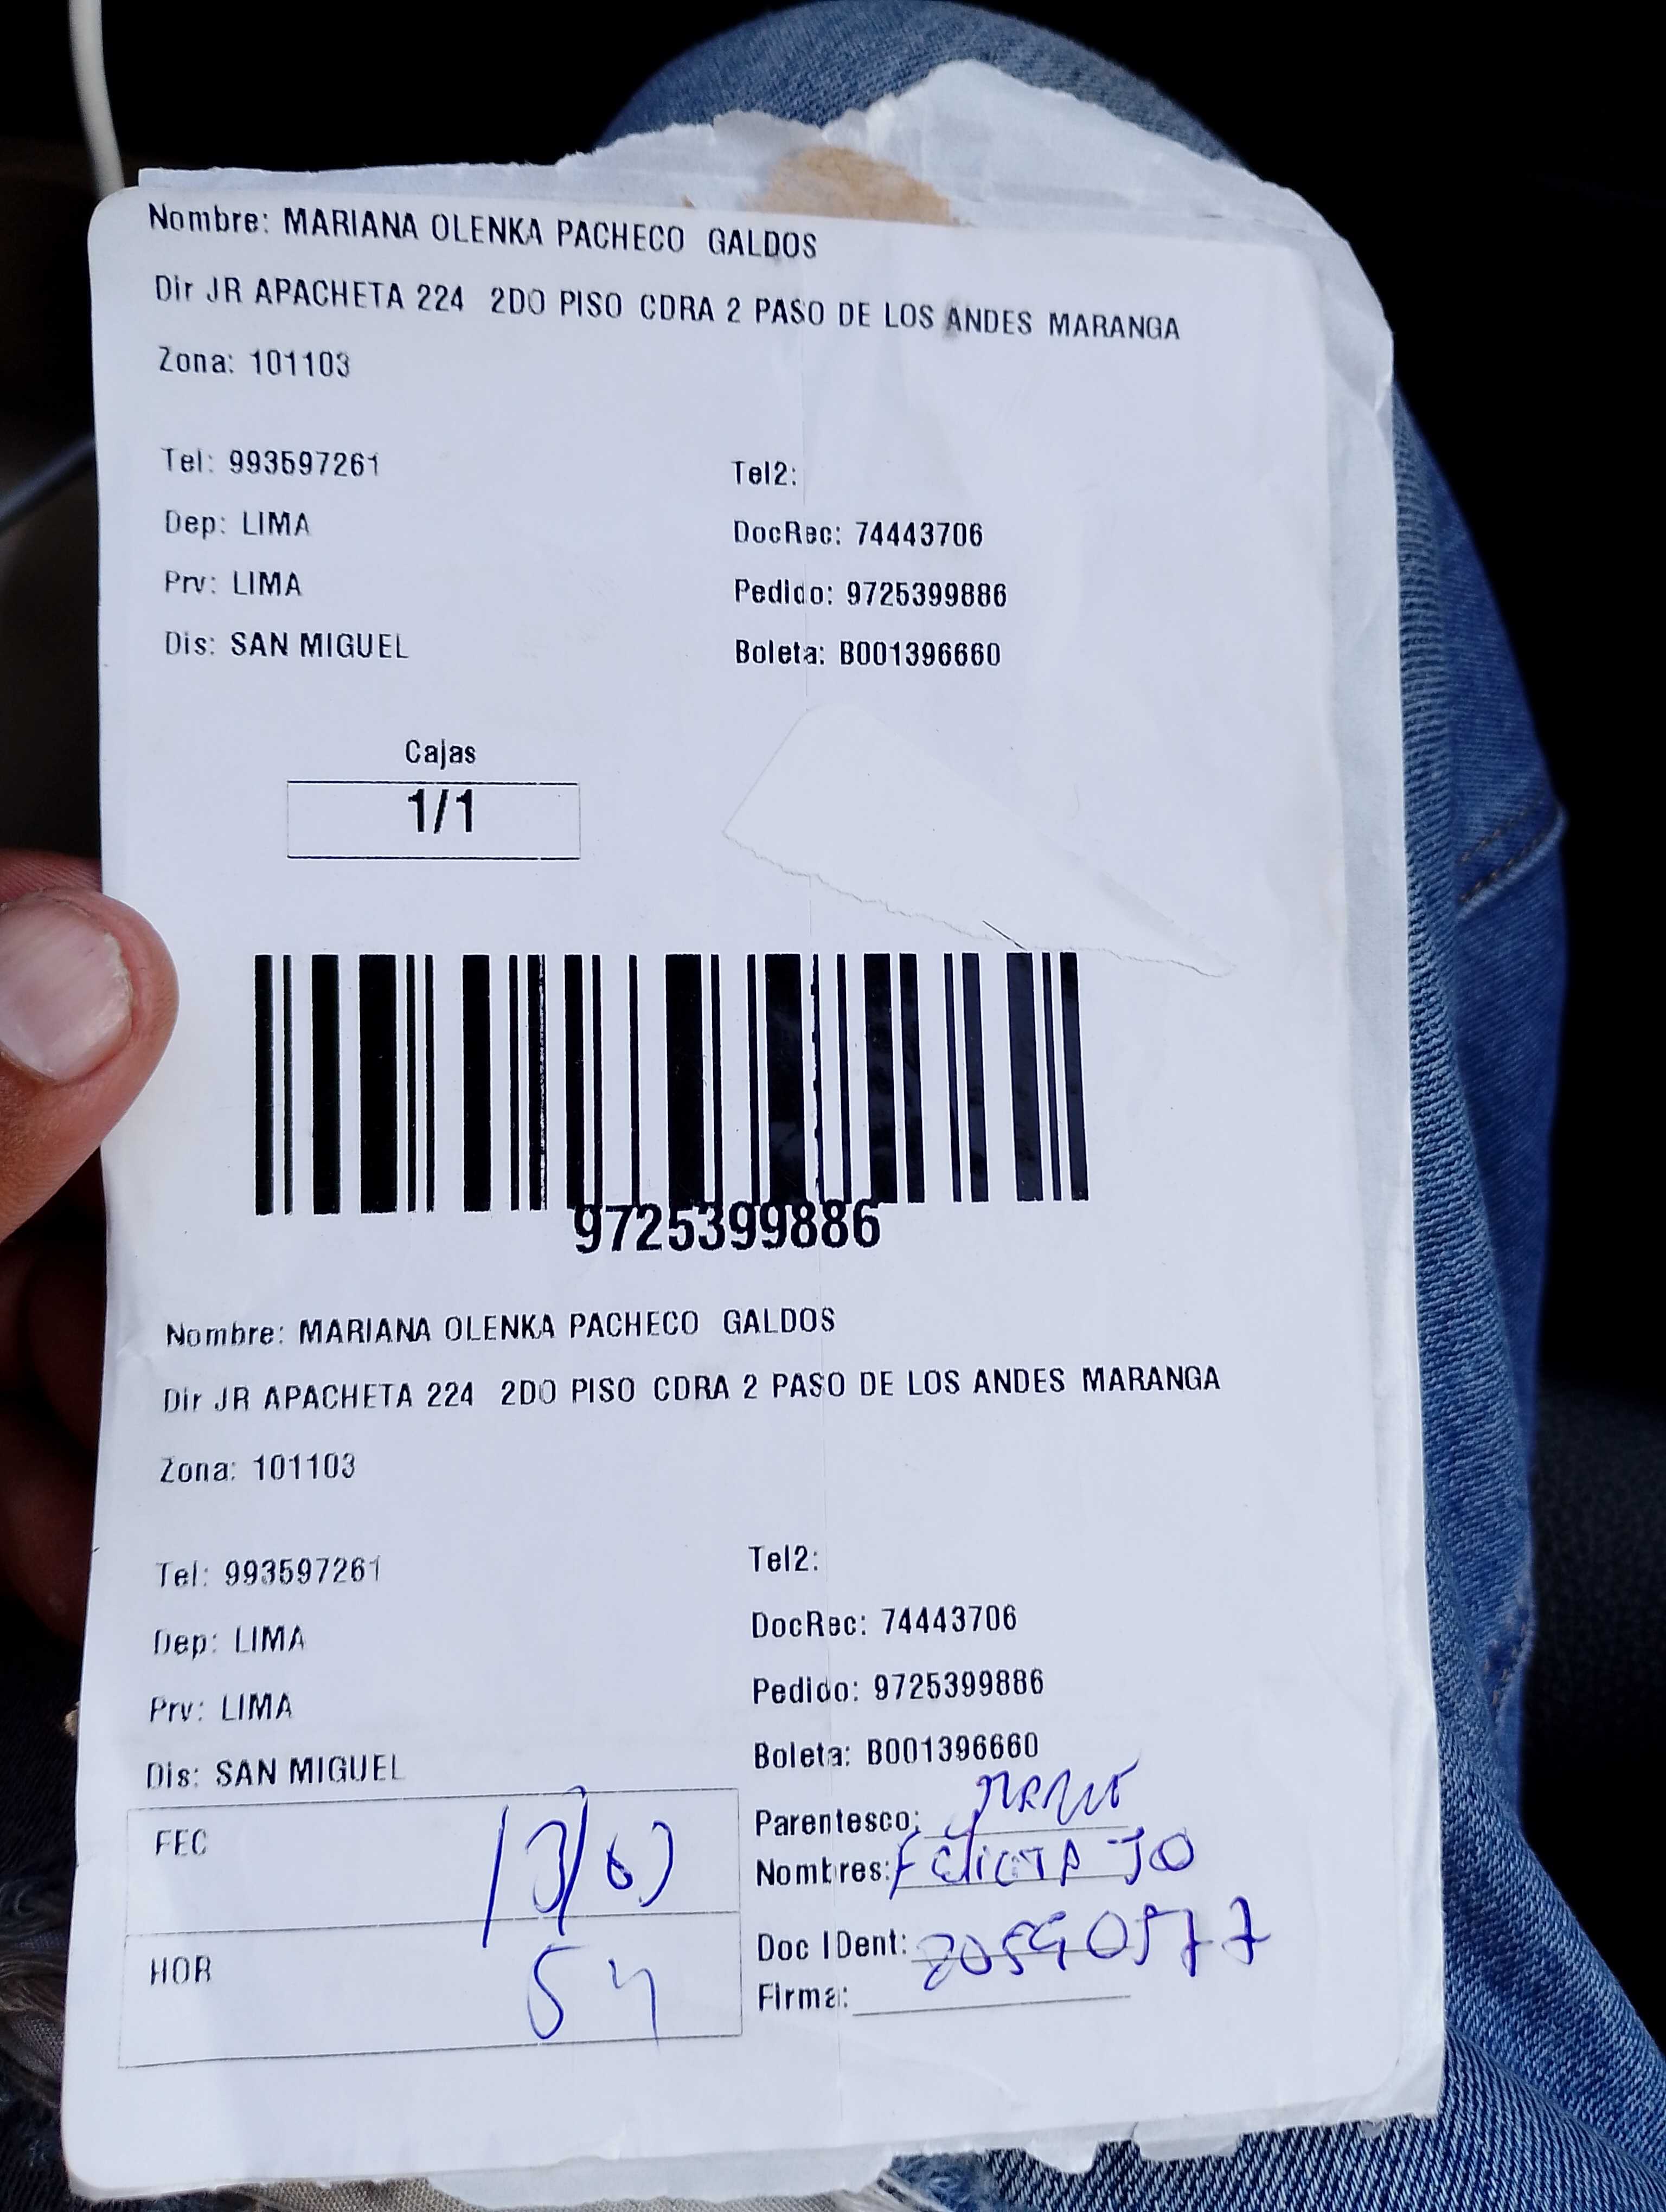 Nombre: MARIANA OLENKA PACHECO GALDOS
Dir JR APACHETA 224 2DO PISO CDRA 2 PASO DE LOS ANDES MARANGA
Zona: 101103
Tel: 993597261 Tel2:
Dep: LIMA DocRec: 74443706
Prv: LIMA Pedido: 9725399886
Dis: SAN MIGUEL Boleta: B001396660
Cajas
1/1
9725399886
Nombre: MARIANA OLENKA PACHECO GALDOS
Dir JR APACHETA 224 2DO PISO CDRA 2 PASO DE LOS ANDES MARANGA
Zona: 101103
Tel: 993597261 Tel2:
Dep: LIMA DocRec: 74443706
Prv: LIMA Pedido: 9725399886
Dis: SAN MIGUEL Boleta: B001396660
FEC
HOR
Parentesco:
Nombres:
Doc IDent:
Firma: